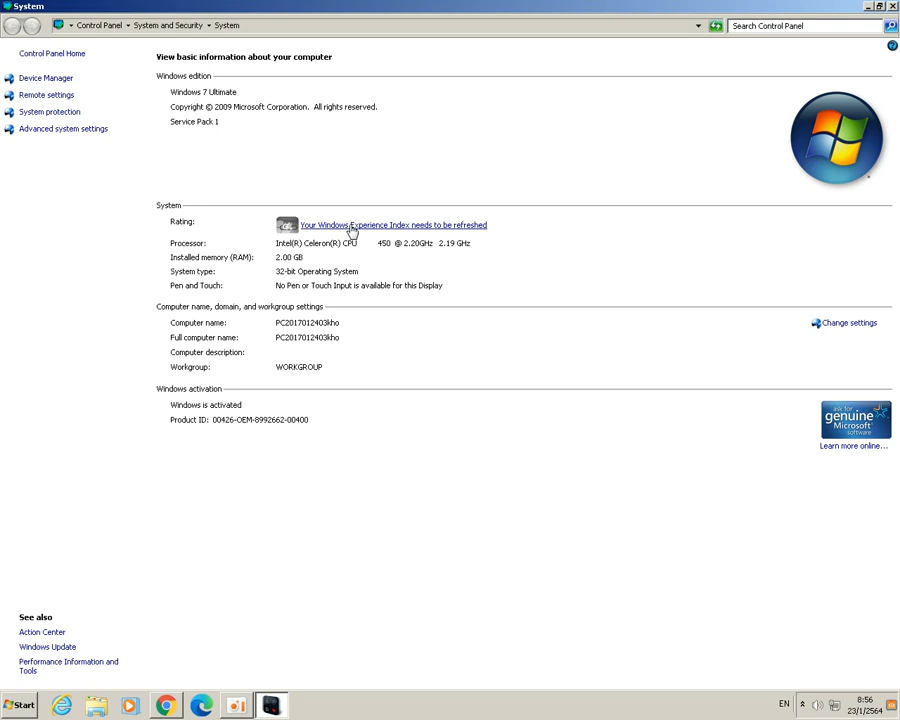 System
Control Panel
System and Security
System
Search Control Panel
Control Panel Home
Device Manager
Remote settings
System protection
Advanced system settings
View basic information about your computer
Windows edition
Windows 7 Ultimate
Copyright © 2009 Microsoft Corporation. All rights reserved.
Service Pack 1
System
Rating: Your Windows Experience Index needs to be refreshed
Processor: Intel(R) Celeron(R) CPU 450 @ 2.20GHz 2.19 GHz
Installed memory (RAM): 2.00 GB
System type: 32-bit Operating System
Pen and Touch: No Pen or Touch Input is available for this Display
Computer name, domain, and workgroup settings
Computer name: PC2017012403kho
Change settings
Full computer name: PC2017012403kho
Computer description:
Workgroup: WORKGROUP
Windows activation
Windows is activated
Product ID: 00426-OEM-8992662-00400
ask for
genuine
Microsoft
software
Learn more online...
See also
Action Center
Windows Update
Performance Information and
Tools
Start
EN
8:56
23/1/2564